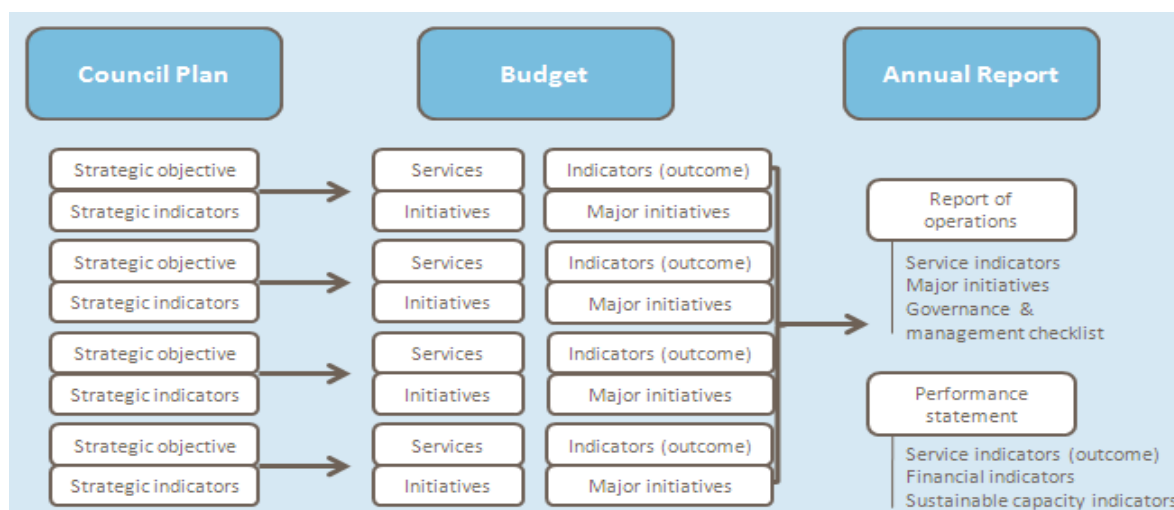 Council Plan
Budget
Annual Report
Strategic objective
Strategic indicators
Strategic objective
Strategic indicators
Strategic objective
Strategic indicators
Strategic objective
Strategic indicators
Services
Initiatives
Services
Initiatives
Services
Initiatives
Services
Initiatives
Indicators (outcome)
Major initiatives
Indicators (outcome)
Major initiatives
Indicators (outcome)
Major initiatives
Indicators (outcome)
Major initiatives
Report of
operations
Service indicators
Major initiatives
Governance &
management checklist
Performance
statement
Service indicators (outcome)
Financial indicators
Sustainable capacity indicators